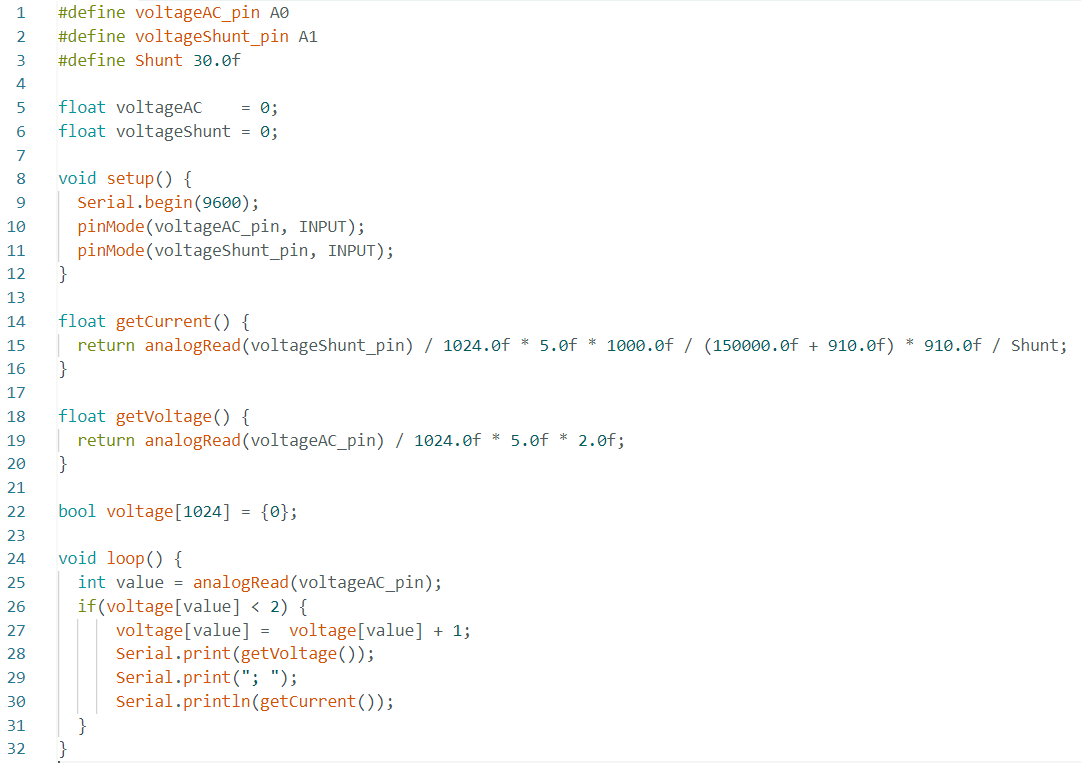 1 #define voltageAC_pin A0
2 #define voltageShunt_pin A1
3 #define Shunt 30.0f
4
5 float voltageAC    = 0;
6 float voltageShunt = 0;
7
8 void setup() {
9   Serial.begin(9600);
10   pinMode(voltageAC_pin, INPUT);
11   pinMode(voltageShunt_pin, INPUT);
12 }
13
14 float getCurrent() {
15   return analogRead(voltageShunt_pin) / 1024.0f * 5.0f * 1000.0f / (150000.0f + 910.0f) * 910.0f / Shunt;
16 }
17
18 float getVoltage() {
19   return analogRead(voltageAC_pin) / 1024.0f * 5.0f * 2.0f;
20 }
21
22 bool voltage[1024] = {0};
23
24 void loop() {
25   int value = analogRead(voltageAC_pin);
26   if(voltage[value] < 2) {
27       voltage[value] =  voltage[value] + 1;
28       Serial.print(getVoltage());
29       Serial.print("; ");
30       Serial.println(getCurrent());
31   }
32 }